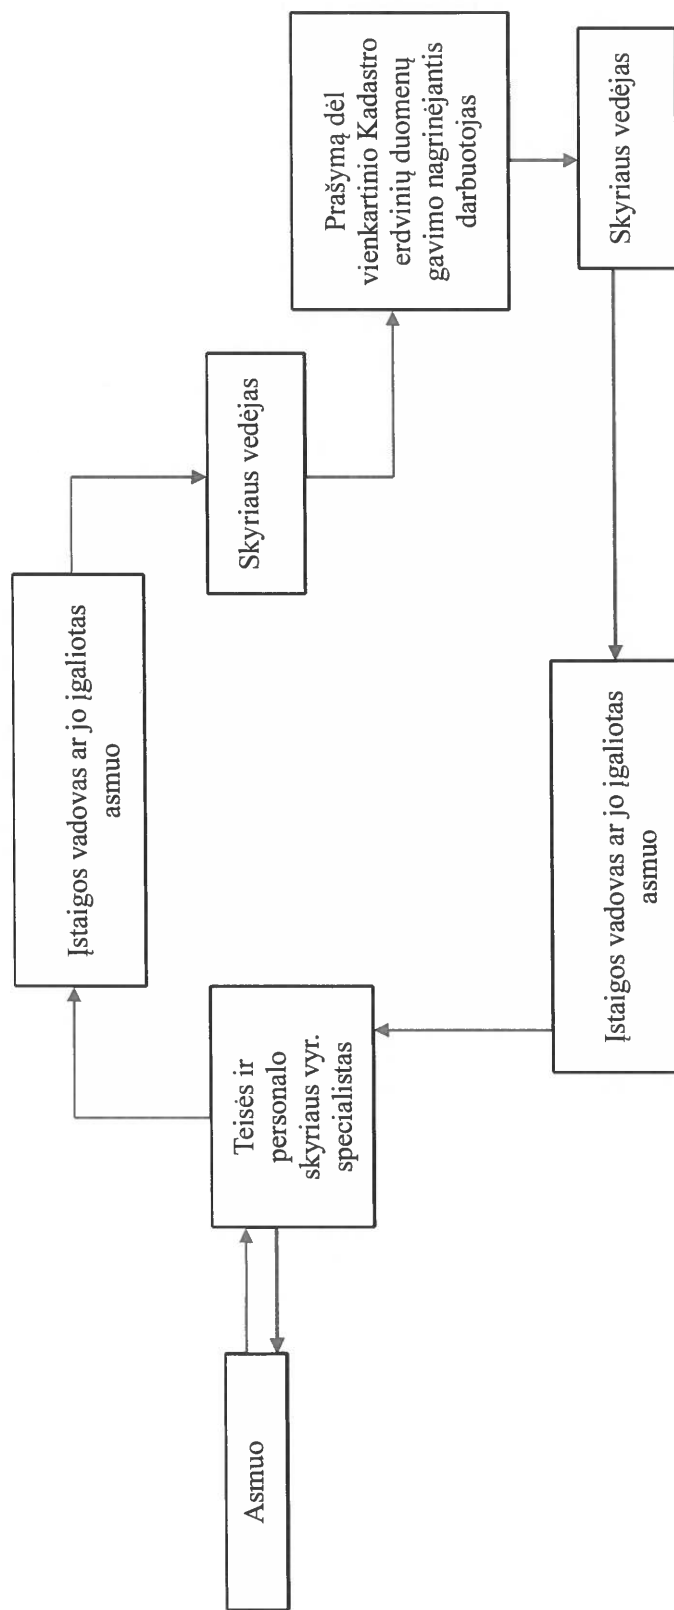 Asmuo
Teisės ir
personalo
skyriaus vyr.
specialistas
Įstaigos vadovas ar jo įgaliotas
asmuo
Skyriaus vedėjas
Prašymą dėl
vienkartinio Kadastro
erdvinių duomenų
gavimo nagrinėjantis
darbuotojas
Skyriaus vedėjas
Įstaigos vadovas ar jo įgaliotas
asmuo